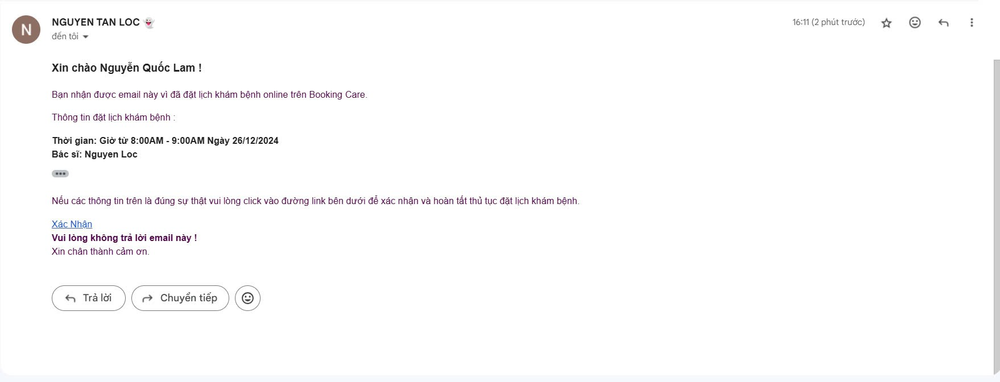 N
NGUYEN TAN LOC 👻
16:11 (2 phút trước)
đến tôi
Xin chào Nguyễn Quốc Lam !
Bạn nhận được email này vì đã đặt lịch khám bệnh online trên Booking Care.
Thông tin đặt lịch khám bệnh :
Thời gian: Giờ từ 8:00AM - 9:00AM Ngày 26/12/2024
Bác sĩ: Nguyen Loc
Nếu các thông tin trên là đúng sự thật vui lòng click vào đường link bên dưới để xác nhận và hoàn tất thủ tục đặt lịch khám bệnh.
Xác Nhận
Vui lòng không trả lời email này !
Xin chân thành cảm ơn.
Trả lời
Chuyển tiếp